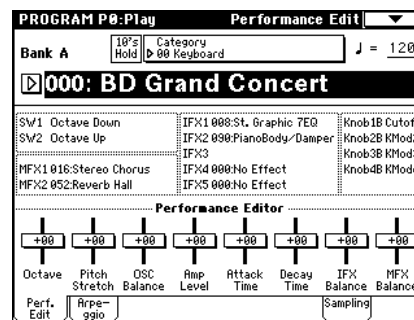 PROGRAM P0:Play Performance Edit
Bank A
10's Hold
Category
00 Keyboard
♩ = 120
000: BD Grand Concert
SW1 Octave Down
SW2 Octave Up
MFX1 016:Stereo Chorus
MFX2 052:Reverb Hall
IFX1 008:St. Graphic 7EQ
IFX2 090:PianoBody/Damper
IFX3
IFX4 000:No Effect
IFX5 000:No Effect
Knob1B Cutof
Knob2B KMod
Knob3B KMod
Knob4B KMod
Performance Editor
+00 +00 +00 +00 +00 +00 +00 +00
Octave Pitch Stretch OSC Balance Amp Level Attack Time Decay Time IFX Balance MFX Balance
Perf. Edit Arpe-ggio Sampling